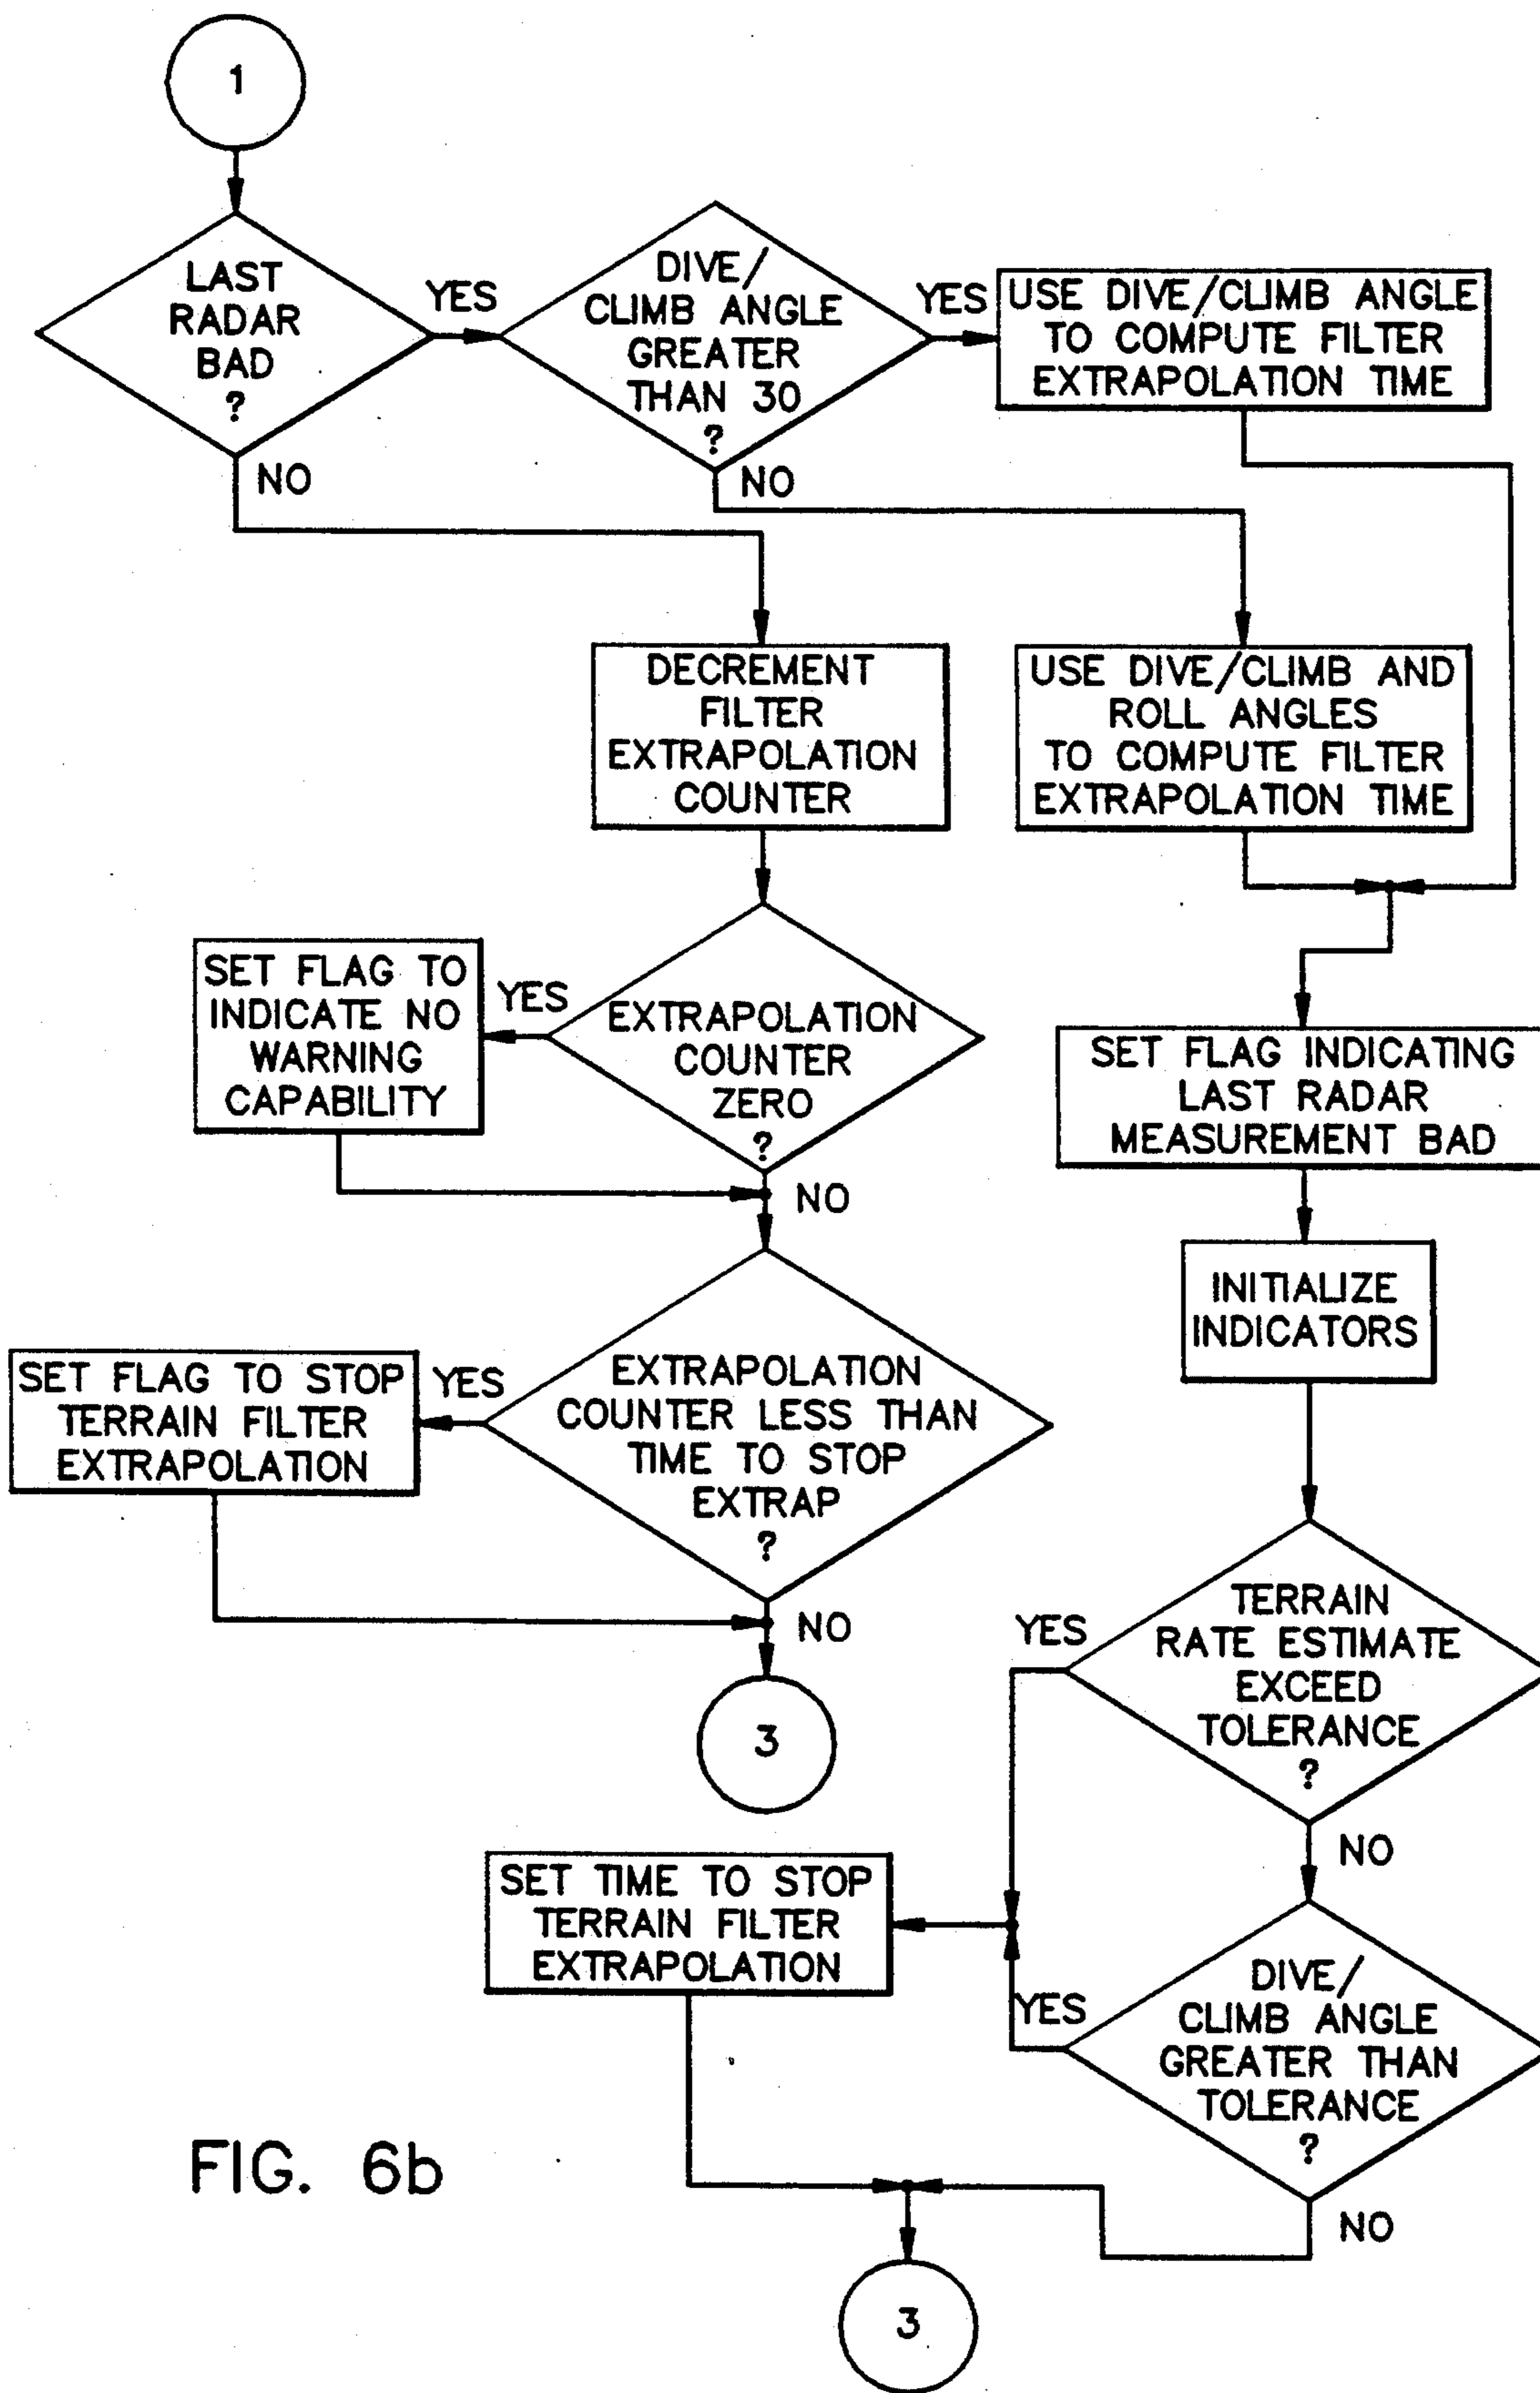 1
LAST
RADAR
BAD
?
YES
NO
DIVE/
CLIMB ANGLE
GREATER
THAN 30
?
YES
NO
USE DIVE/CLIMB ANGLE
TO COMPUTE FILTER
EXTRAPOLATION TIME
DECREMENT
FILTER
EXTRAPOLATION
COUNTER
USE DIVE/CLIMB AND
ROLL ANGLES
TO COMPUTE FILTER
EXTRAPOLATION TIME
SET FLAG TO
INDICATE NO
WARNING
CAPABILITY
YES
EXTRAPOLATION
COUNTER
ZERO
?
NO
SET FLAG INDICATING
LAST RADAR
MEASUREMENT BAD
INITIALIZE
INDICATORS
SET FLAG TO STOP
TERRAIN FILTER
EXTRAPOLATION
YES
EXTRAPOLATION
COUNTER LESS THAN
TIME TO STOP
EXTRAP
?
NO
3
YES
TERRAIN
RATE ESTIMATE
EXCEED
TOLERANCE
?
NO
SET TIME TO STOP
TERRAIN FILTER
EXTRAPOLATION
YES
DIVE/
CLIMB ANGLE
GREATER THAN
TOLERANCE
?
NO
3
FIG. 6b